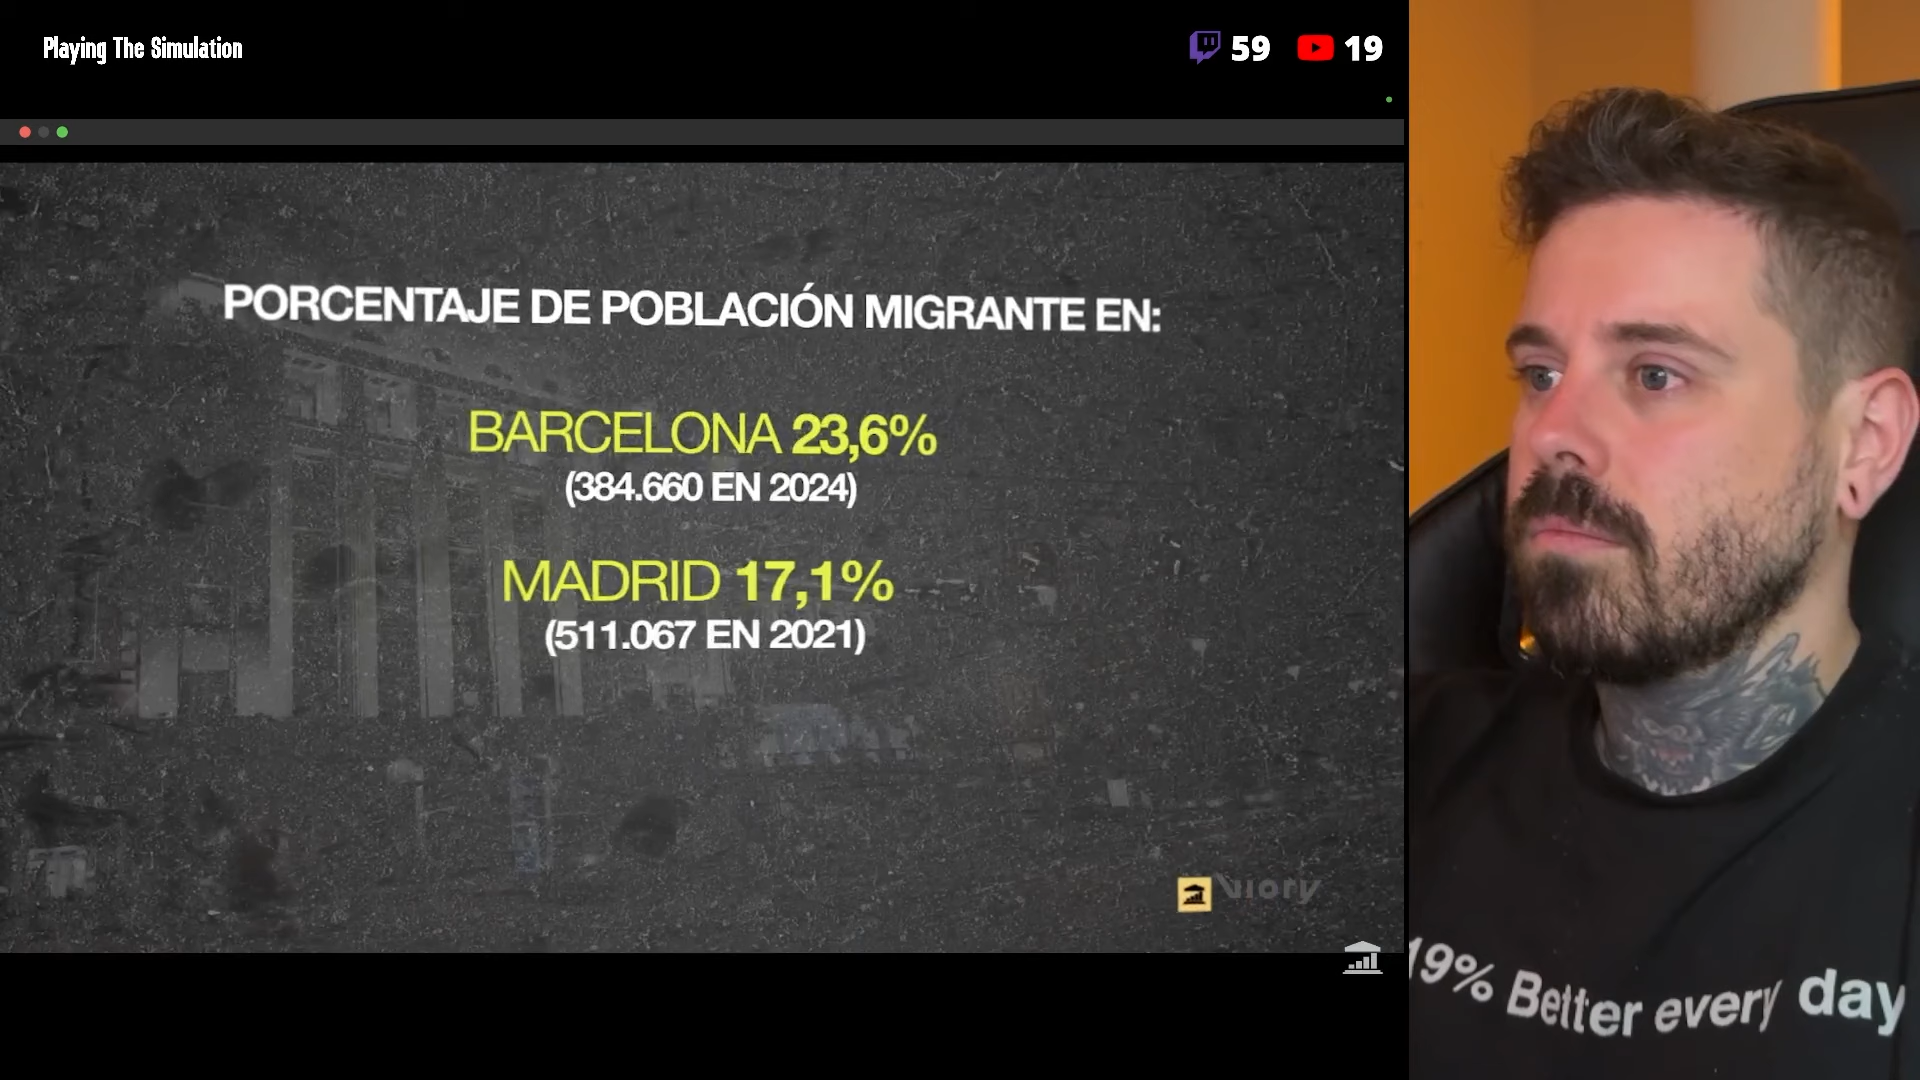 Playing The Simulation
59
19
PORCENTAJE DE POBLACIÓN MIGRANTE EN:
BARCELONA 23,6%
(384.660 EN 2024)
MADRID 17,1%
(511.067 EN 2021)
19% Better every day